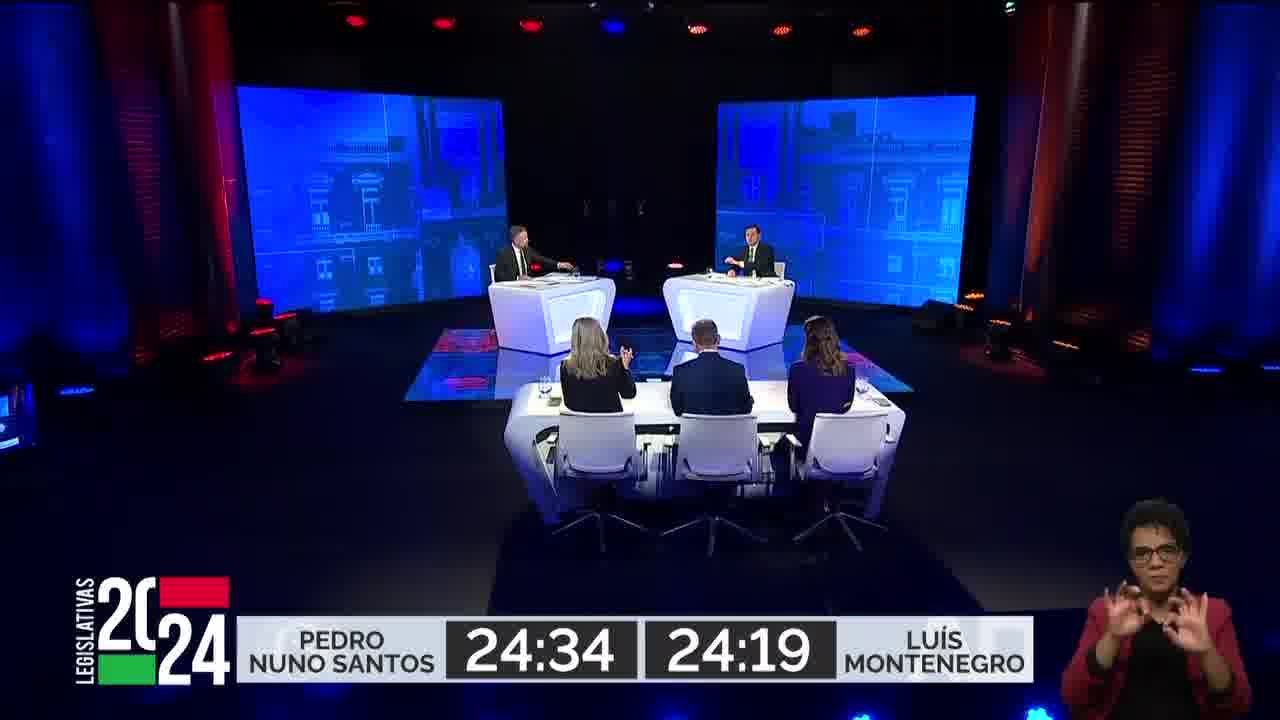 LEGISLATIVAS
2024
PEDRO
NUNO SANTOS
24:34
24:19
LUÍS
MONTENEGRO